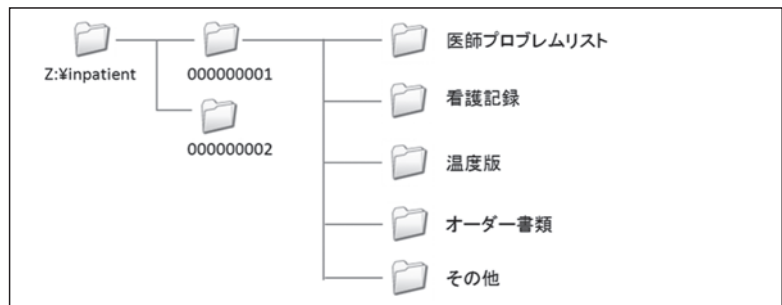 Z:¥inpatient
000000001
000000002
医師プロブレムリスト
看護記録
温度版
オーダー書類
その他